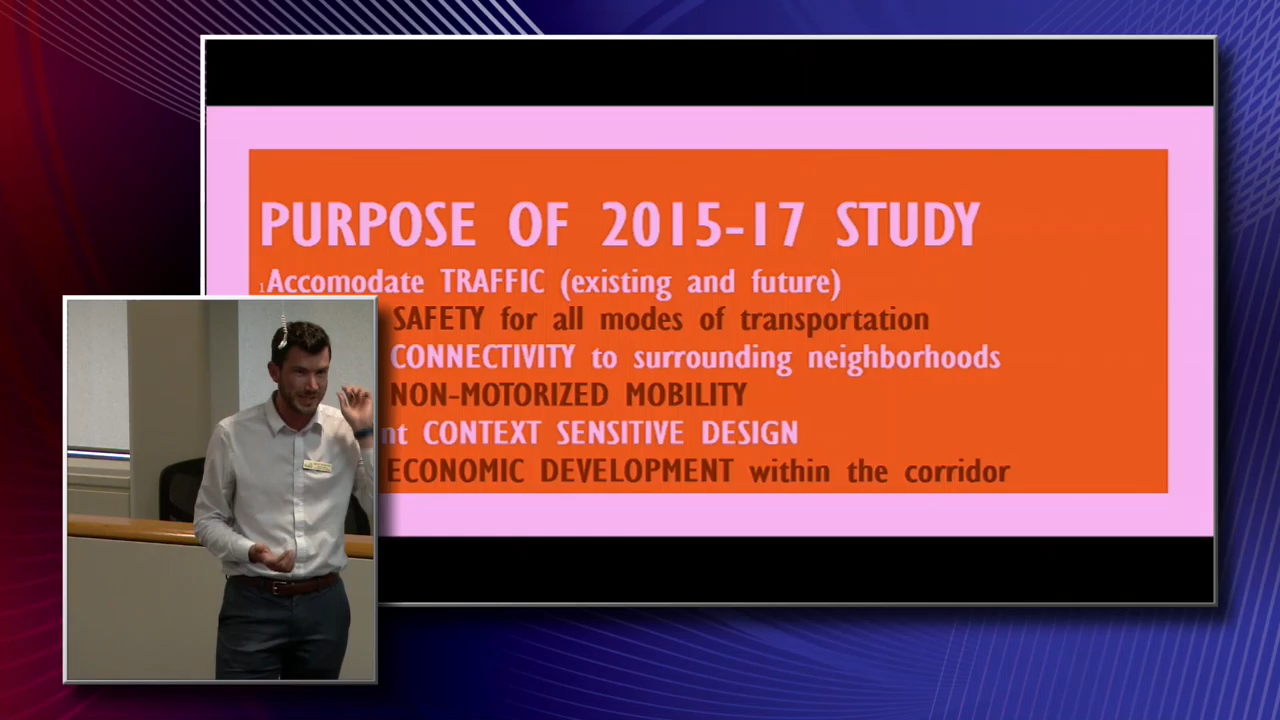 PURPOSE OF 2015-17 STUDY
1Accomodate TRAFFIC (existing and future)
SAFETY for all modes of transportation
CONNECTIVITY to surrounding neighborhoods
NON-MOTORIZED MOBILITY
nt CONTEXT SENSITIVE DESIGN
ECONOMIC DEVELOPMENT within the corridor